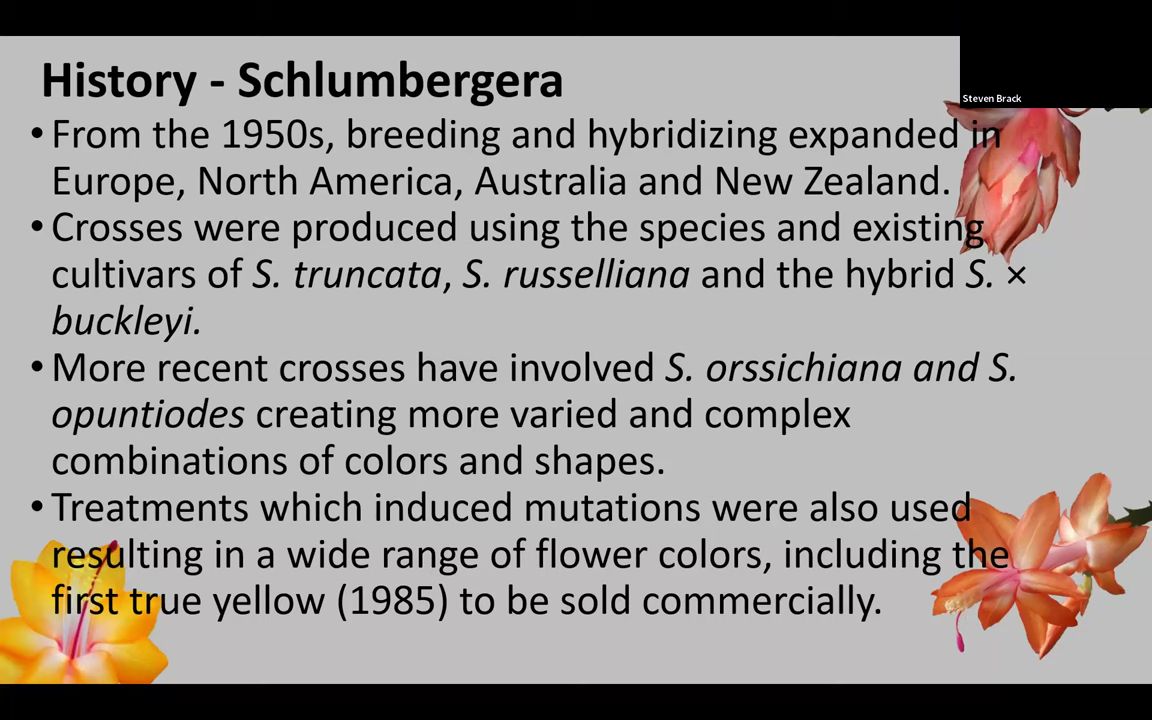 History - Schlumbergera
Steven Brack
• From the 1950s, breeding and hybridizing expanded in
Europe, North America, Australia and New Zealand.
• Crosses were produced using the species and existing
cultivars of S. truncata, S. russelliana and the hybrid S. ×
buckleyi.
• More recent crosses have involved S. orssichiana and S.
opuntiodes creating more varied and complex
combinations of colors and shapes.
• Treatments which induced mutations were also used
resulting in a wide range of flower colors, including the
first true yellow (1985) to be sold commercially.